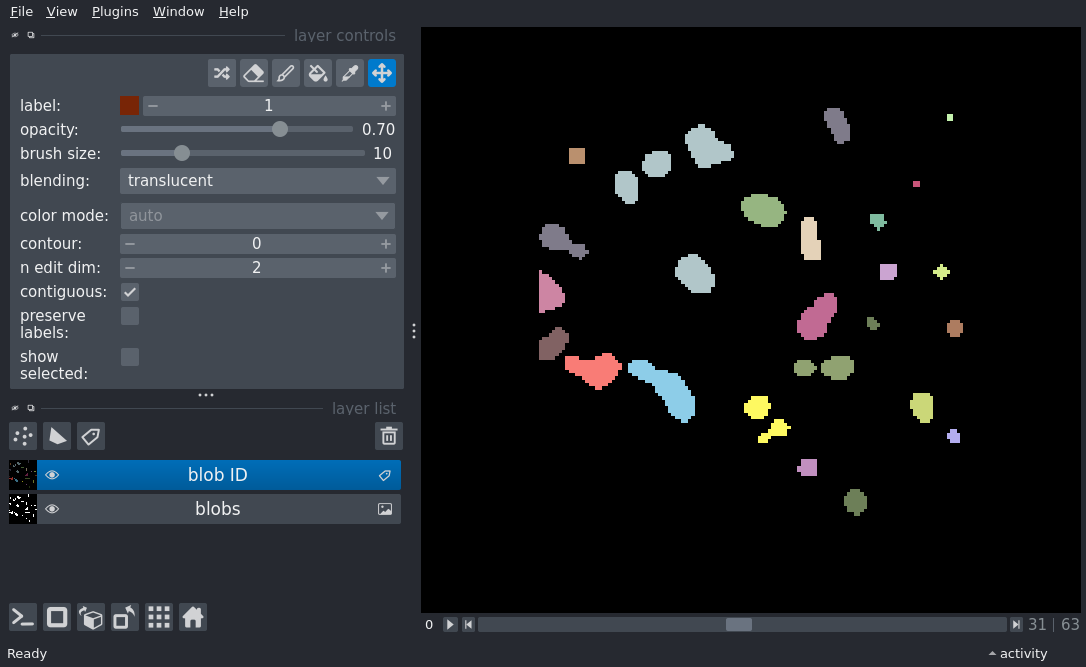 File View Plugins Window Help
layer controls
label: 1
opacity: 0.70
brush size: 10
blending: translucent
color mode: auto
contour: 0
n edit dim: 2
contiguous:
preserve
labels:
show
selected:
layer list
blob ID
blobs
0 31 | 63
Ready activity